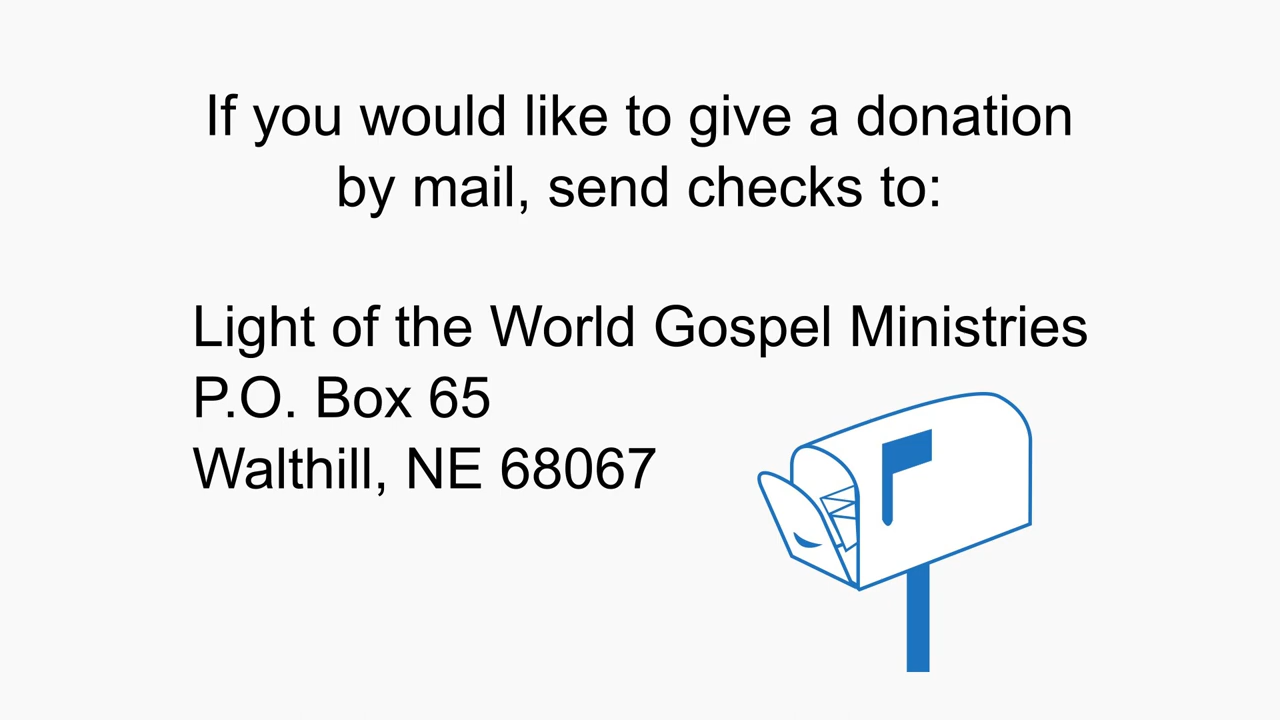 If you would like to give a donation
by mail, send checks to:
Light of the World Gospel Ministries
P.O. Box 65
Walthill, NE 68067